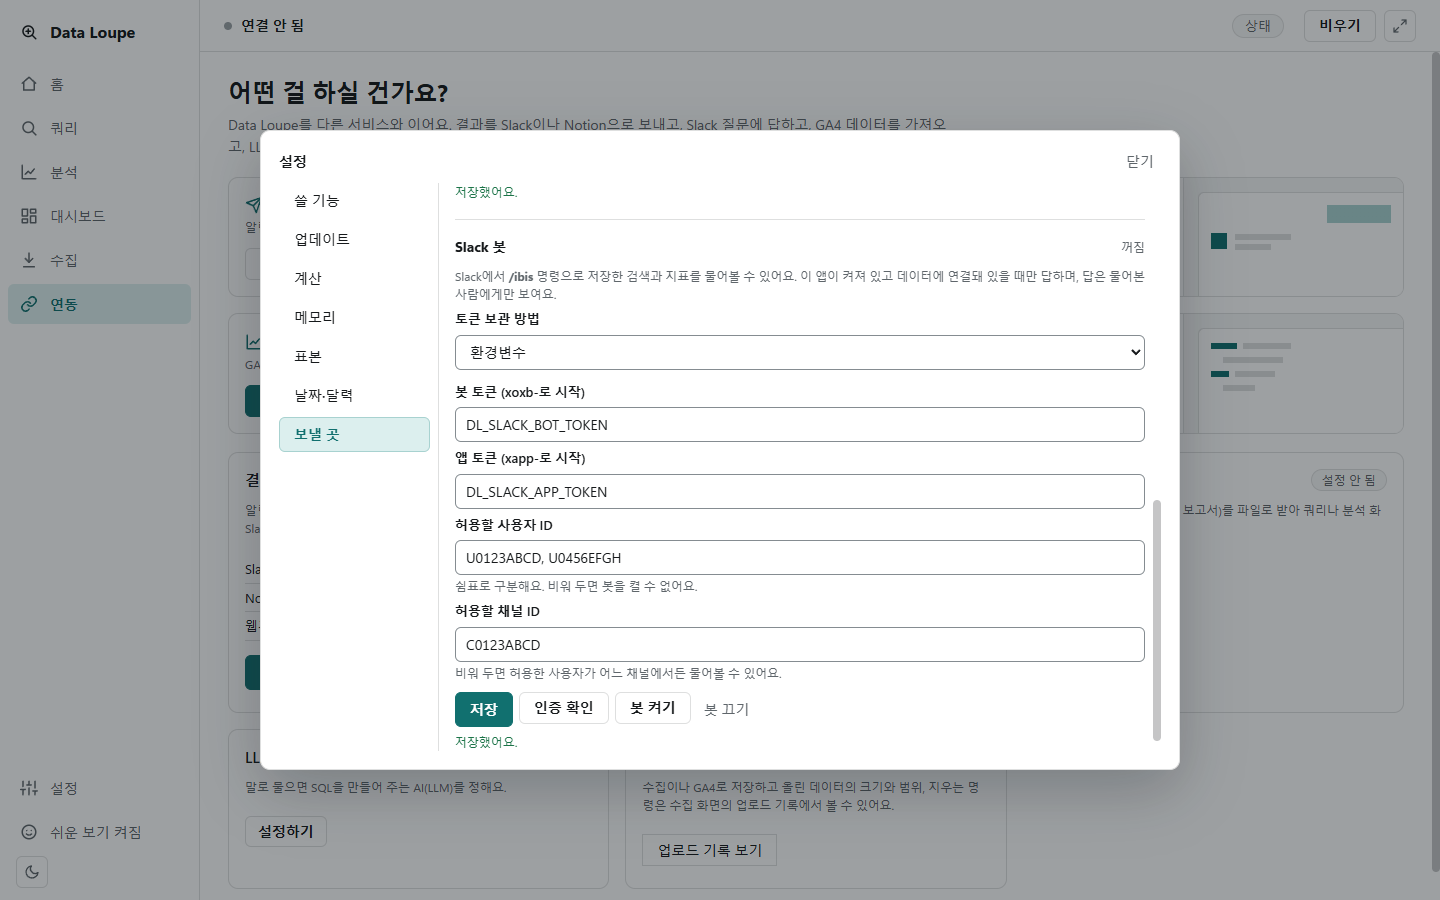 Data Loupe
홈
쿼리
분석
대시보드
수집
연동
설정
쉬운 보기 켜짐
연결 안 됨
상태
비우기
어떤 걸 하실 건가요?
Data Loupe를 다른 서비스와 이어요. 결과를 Slack이나 Notion으로 보내고, Slack 질문에 답하고, GA4 데이터를 가져오
고, LL
알
GA
결
알
Sla
Sla
No
웹
설정 안 됨
보고서)를 파일로 받아 쿼리나 분석 화
LL
말로 물으면 SQL을 만들어 주는 AI(LLM)를 정해요.
설정하기
수집이나 GA4로 저장하고 올린 데이터의 크기와 범위, 지우는 명
령은 수집 화면의 업로드 기록에서 볼 수 있어요.
업로드 기록 보기
설정
닫기
쓸 기능
업데이트
계산
메모리
표본
날짜·달력
보낼 곳
저장했어요.
Slack 봇
꺼짐
Slack에서 /ibis 명령으로 저장한 검색과 지표를 물어볼 수 있어요. 이 앱이 켜져 있고 데이터에 연결돼 있을 때만 답하며, 답은 물어본
사람에게만 보여요.
토큰 보관 방법
환경변수
봇 토큰 (xoxb-로 시작)
DL_SLACK_BOT_TOKEN
앱 토큰 (xapp-로 시작)
DL_SLACK_APP_TOKEN
허용할 사용자 ID
U0123ABCD, U0456EFGH
쉼표로 구분해요. 비워 두면 봇을 켤 수 없어요.
허용할 채널 ID
C0123ABCD
비워 두면 허용한 사용자가 어느 채널에서든 물어볼 수 있어요.
저장
인증 확인
봇 켜기
봇 끄기
저장했어요.